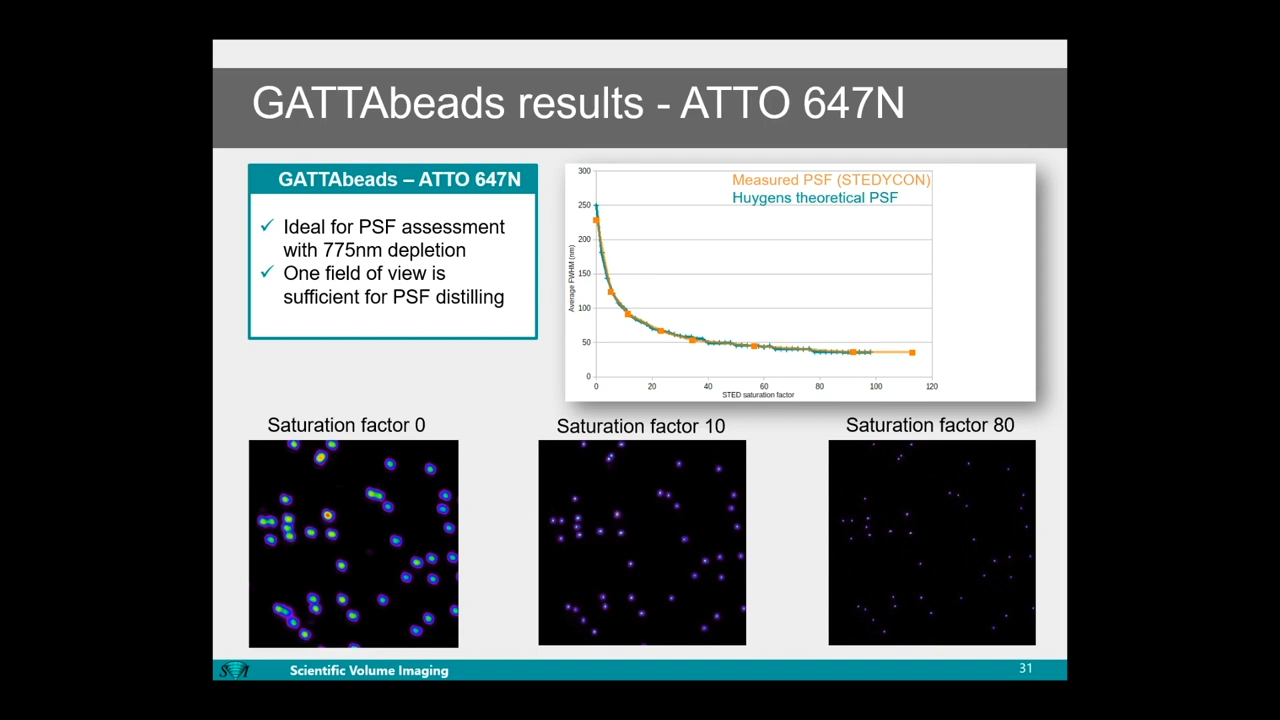 GATTAbeads results - ATTO 647N
GATTAbeads – ATTO 647N
✓ Ideal for PSF assessment
with 775nm depletion
✓ One field of view is
sufficient for PSF distilling
Measured PSF (STEDYCON)
Huygens theoretical PSF
300
250
200
150
100
50
0
Average FWHM (nm)
0 20 40 60 80 100 120
STED saturation factor
Saturation factor 0
Saturation factor 10
Saturation factor 80
SVI
Scientific Volume Imaging
31